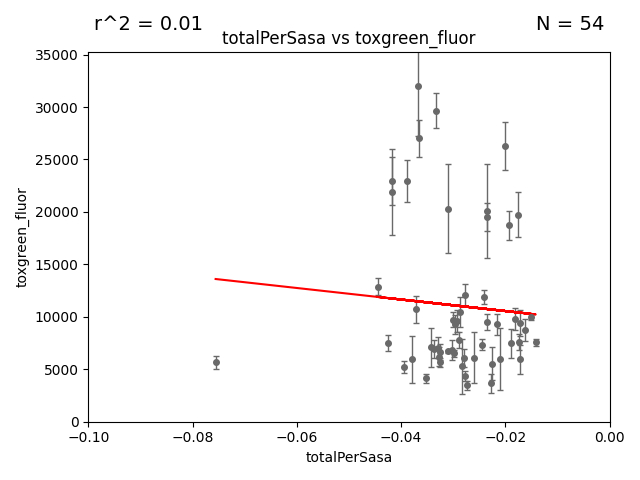 r^2 = 0.01
N = 54
totalPerSasa vs toxgreen_fluor
35000
30000
25000
20000
15000
10000
5000
0
toxgreen_fluor
−0.10
−0.08
−0.06
−0.04
−0.02
0.00
totalPerSasa